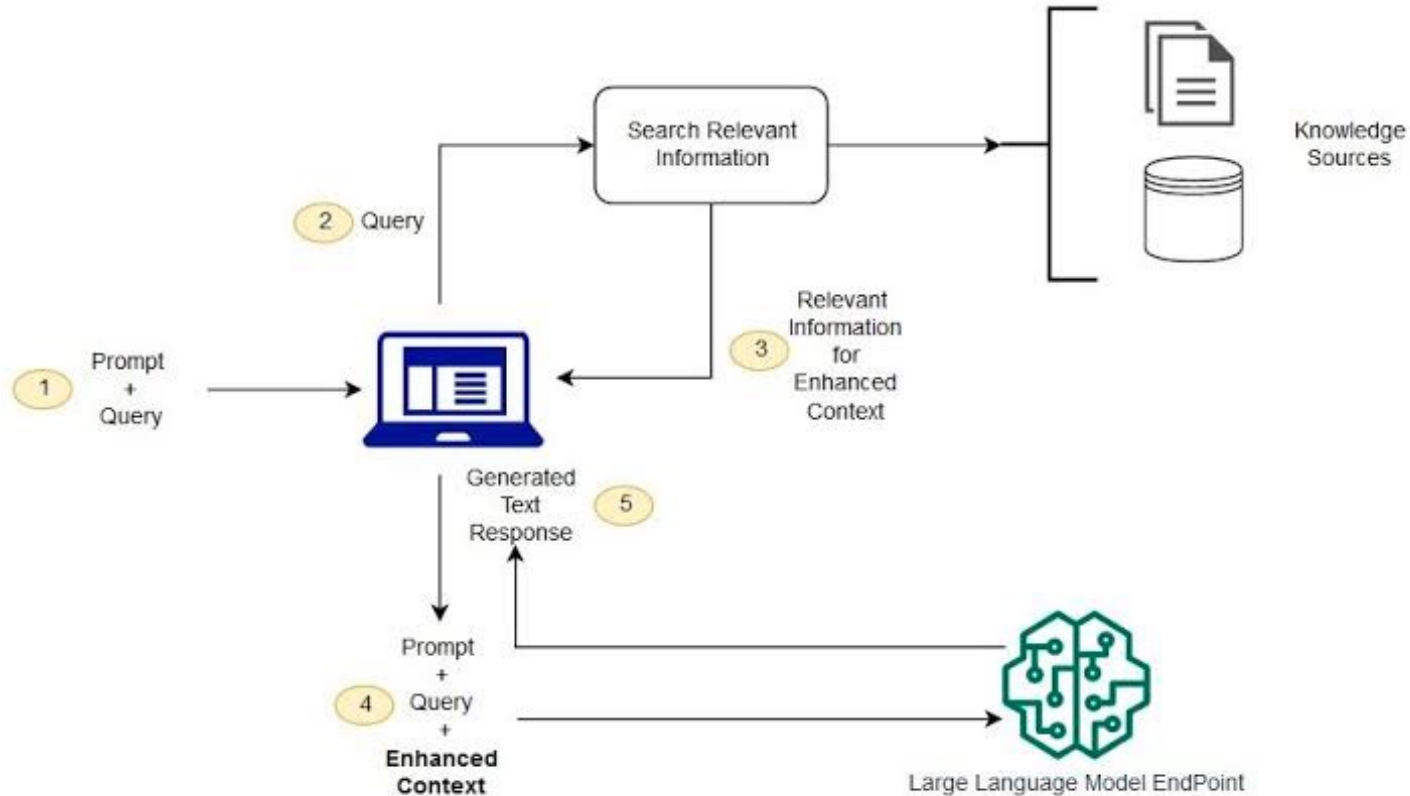 Search Relevant
Information
Knowledge
Sources
2 Query
Relevant
Information
3 for
Enhanced
Context
1 Prompt
+
Query
Generated
Text
Response
5
Prompt
+
4 Query
+
Enhanced
Context
Large Language Model EndPoint